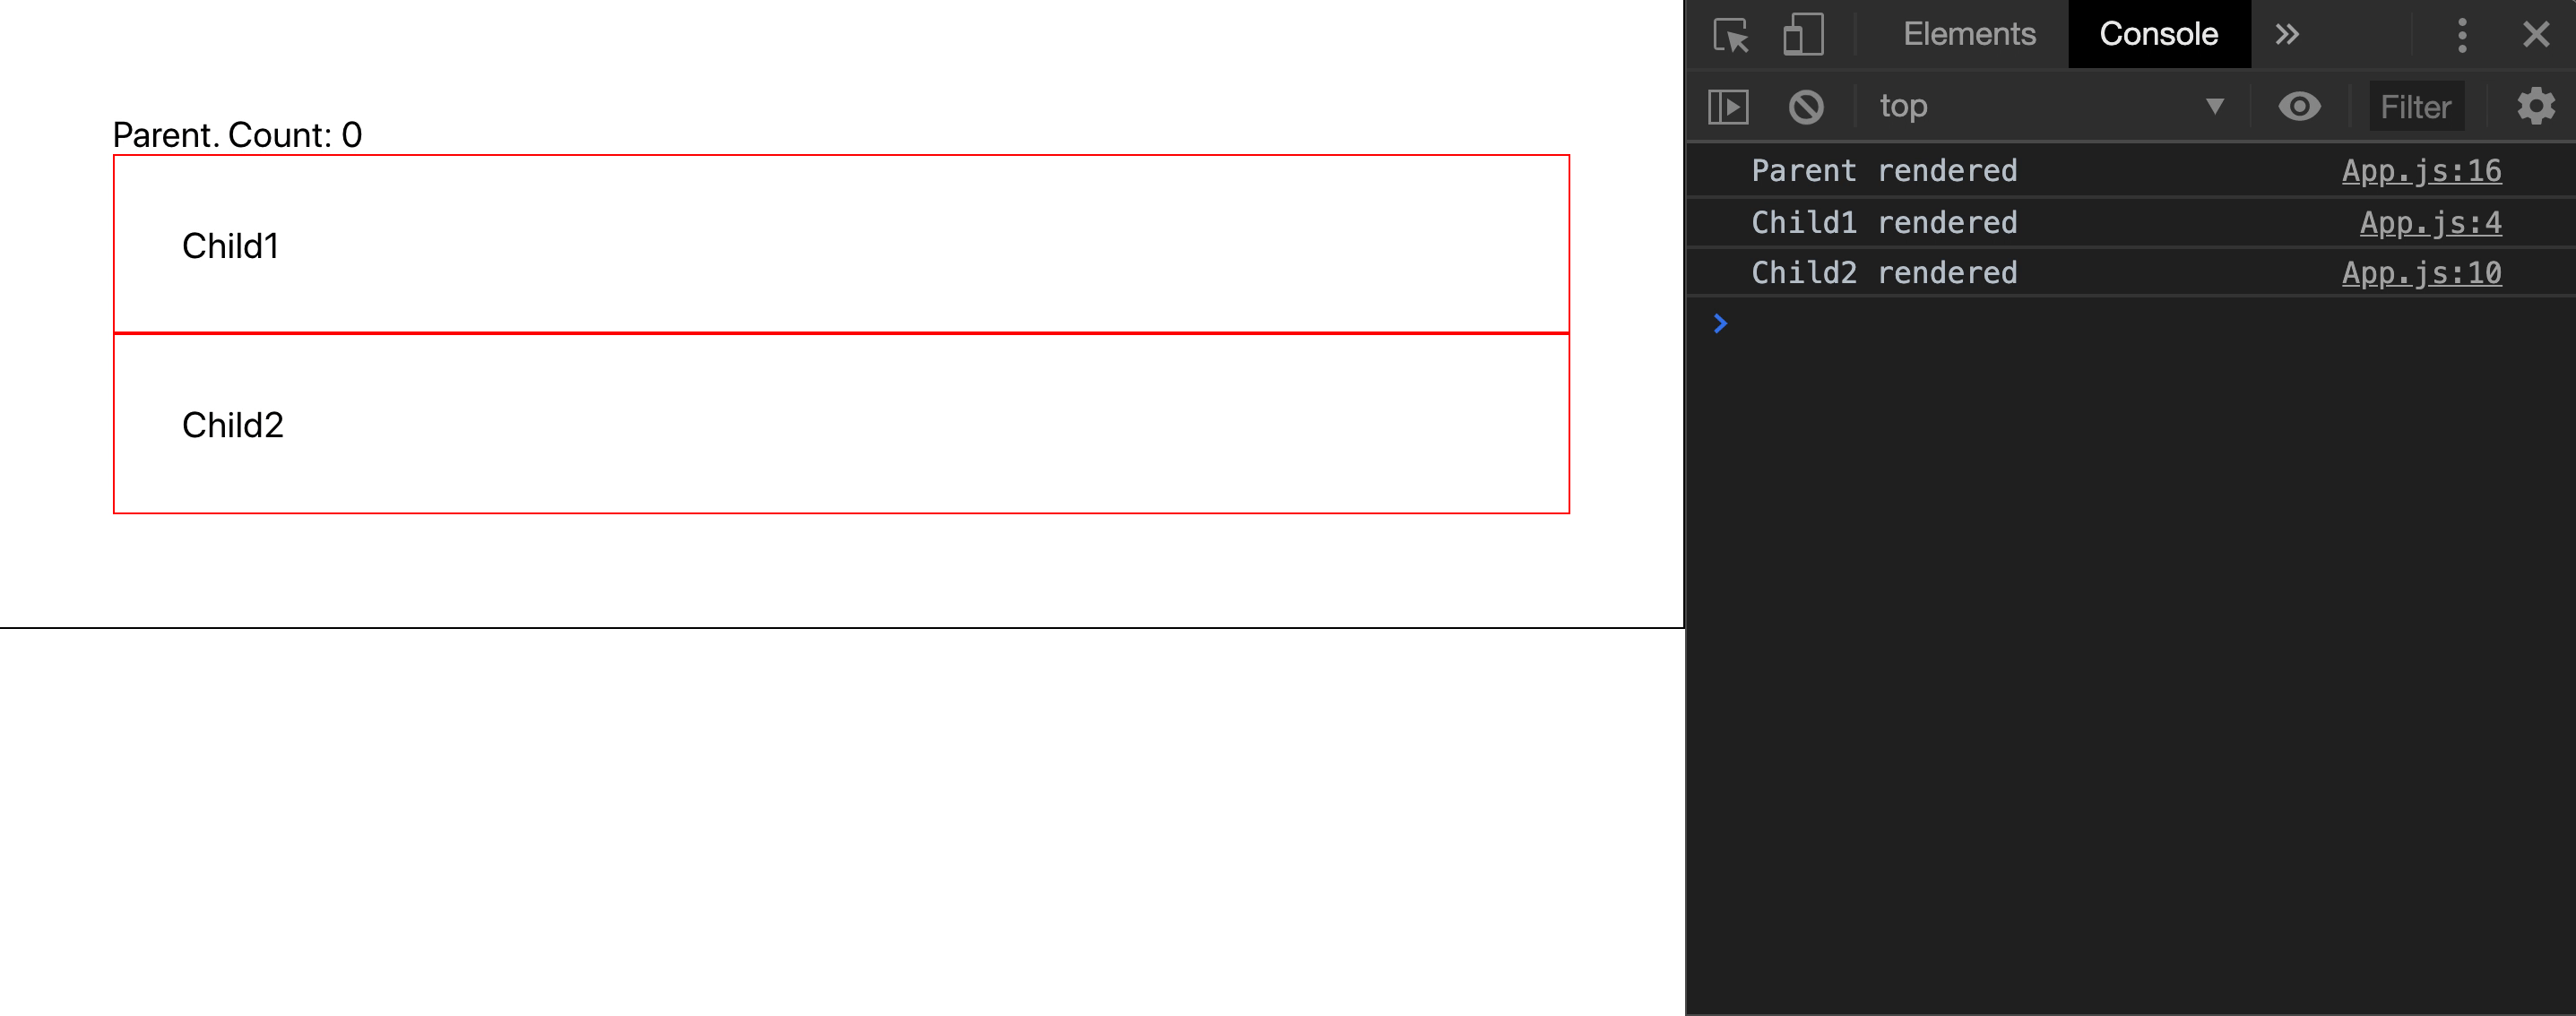 Parent. Count: 0
Child1
Child2
Elements Console
top Filter
Parent rendered App.js:16
Child1 rendered App.js:4
Child2 rendered App.js:10